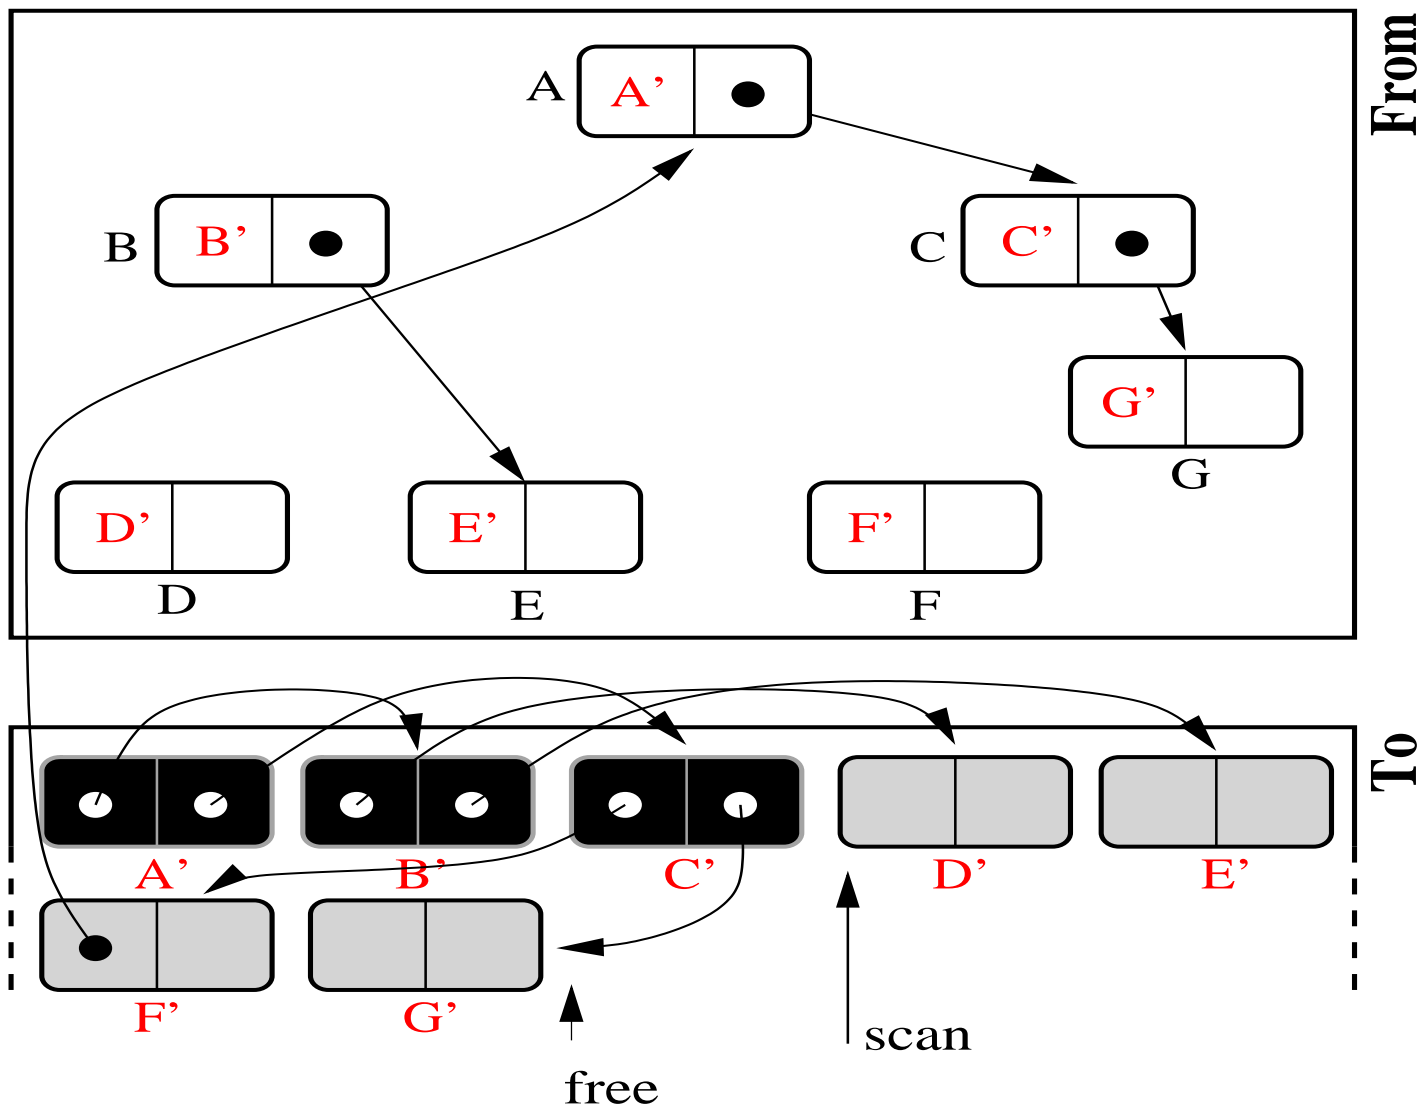 From
A A’
B B’
C C’
G’
G
D’ E’ F’
D E F
To
A’ B’ C’ D’ E’
F’ G’
scan
free